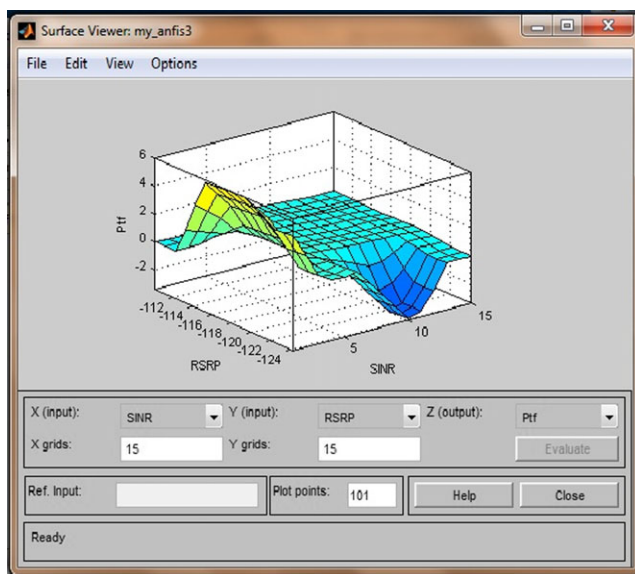 Surface Viewer: my_anfis3
File Edit View Options
6
4
2
0
-2
Ptf
-112
-114
-116
-118
-120
-122
-124
RSRP
5
10
15
SINR
X (input): SINR Y (input): RSRP Z (output): Ptf
X grids: 15 Y grids: 15 Evaluate
Ref. Input: Plot points: 101 Help Close
Ready